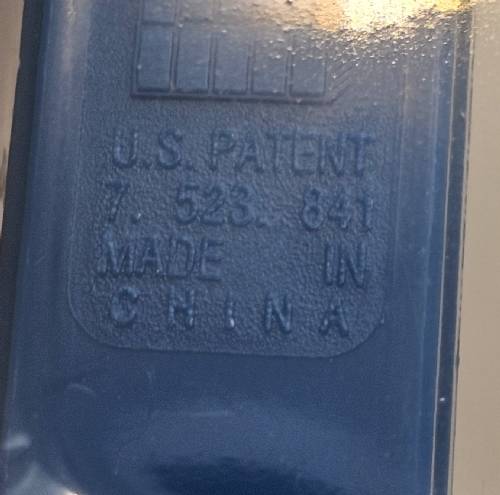 U.S. PATENT
7. 523. 841
MADE IN
CHINA